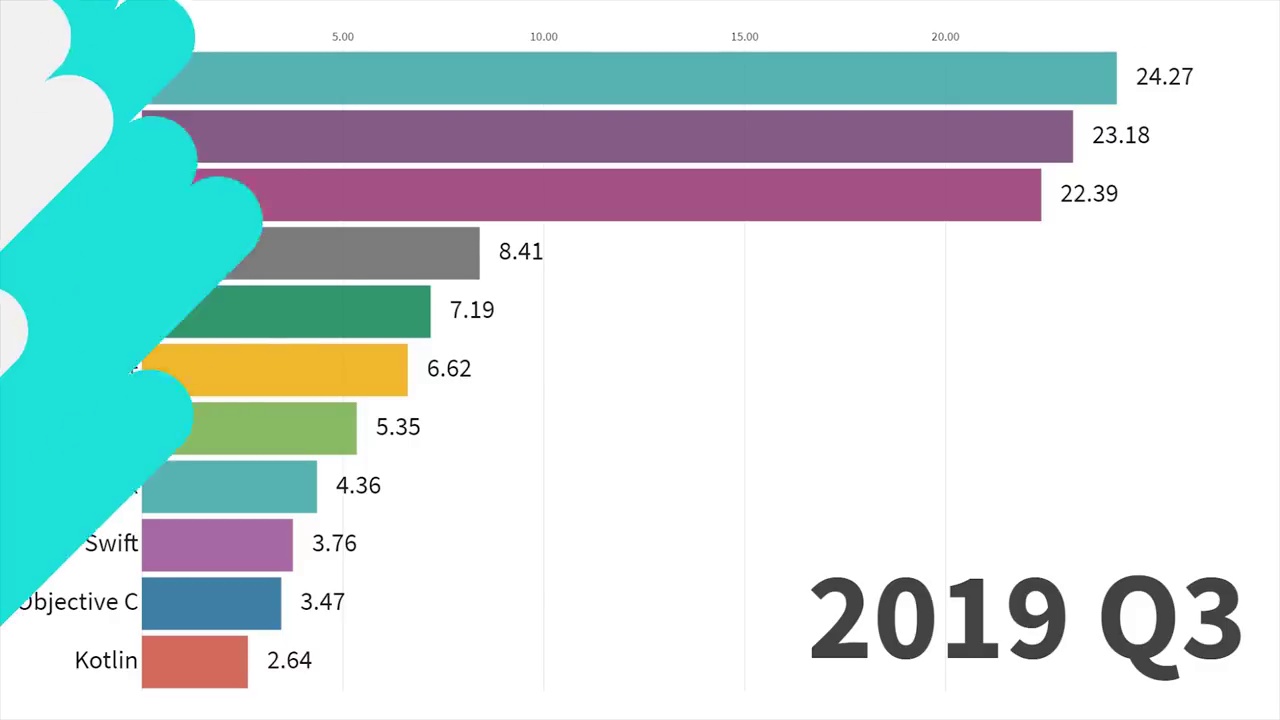 5.00 10.00 15.00 20.00
24.27
23.18
22.39
8.41
7.19
6.62
5.35
4.36
Swift 3.76
Objective C 3.47
Kotlin 2.64
2019 Q3